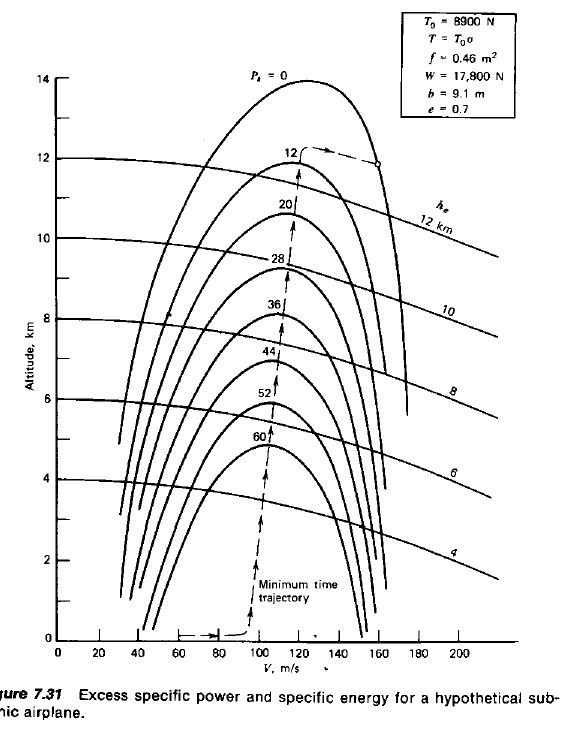 T₀ = 8900 N
T = T₀σ
f = 0.46 m²
W = 17,800 N
b = 9.1 m
e = 0.7
14
12
10
8
6
4
2
0
Altitude, km
Pₛ = 0
12
20
28
36
44
52
60
hₑ
12 km
10
8
6
4
Minimum time
trajectory
0 20 40 60 80 100 120 140 160 180 200
V, m/s
gure 7.31 Excess specific power and specific energy for a hypothetical sub-
nic airplane.